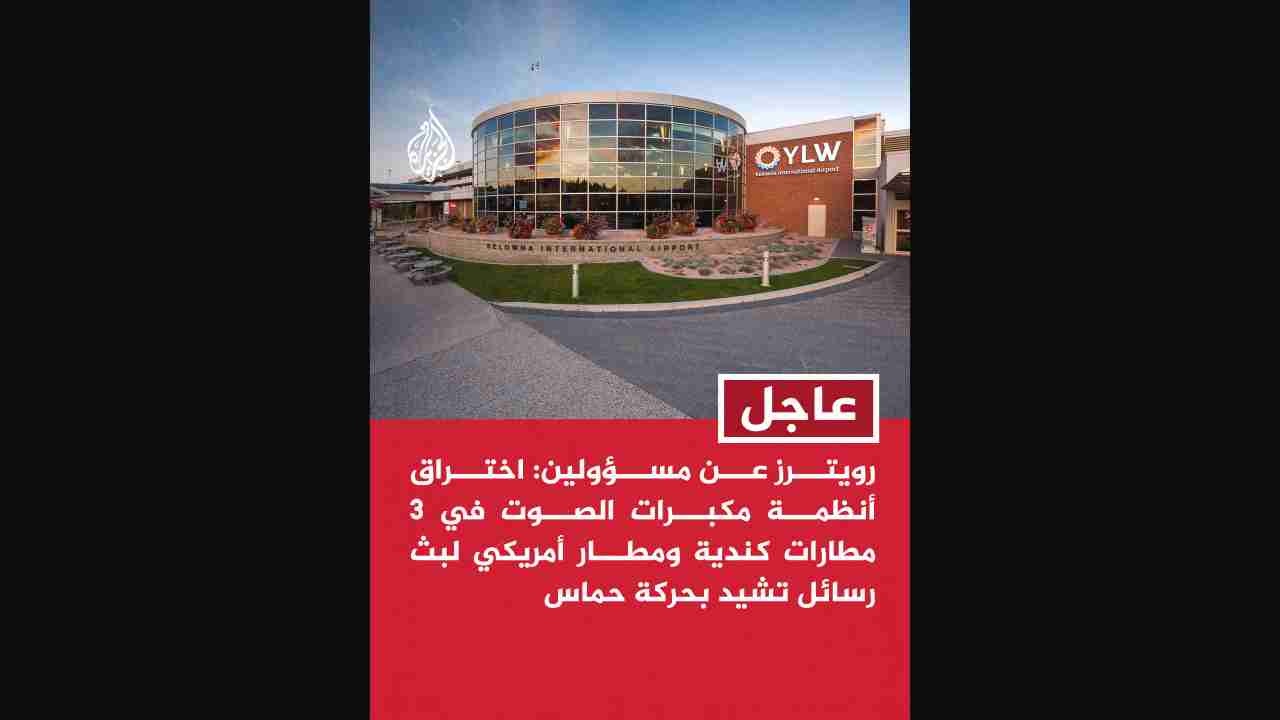 الجزيرة
YLW
Kelowna International Airport
KELOWNA INTERNATIONAL AIRPORT
عاجل
رويترز عن مسؤولين: اختراق
أنظمة مكبرات الصوت في 3
مطارات كندية ومطار أمريكي لبث
رسائل تشيد بحركة حماس